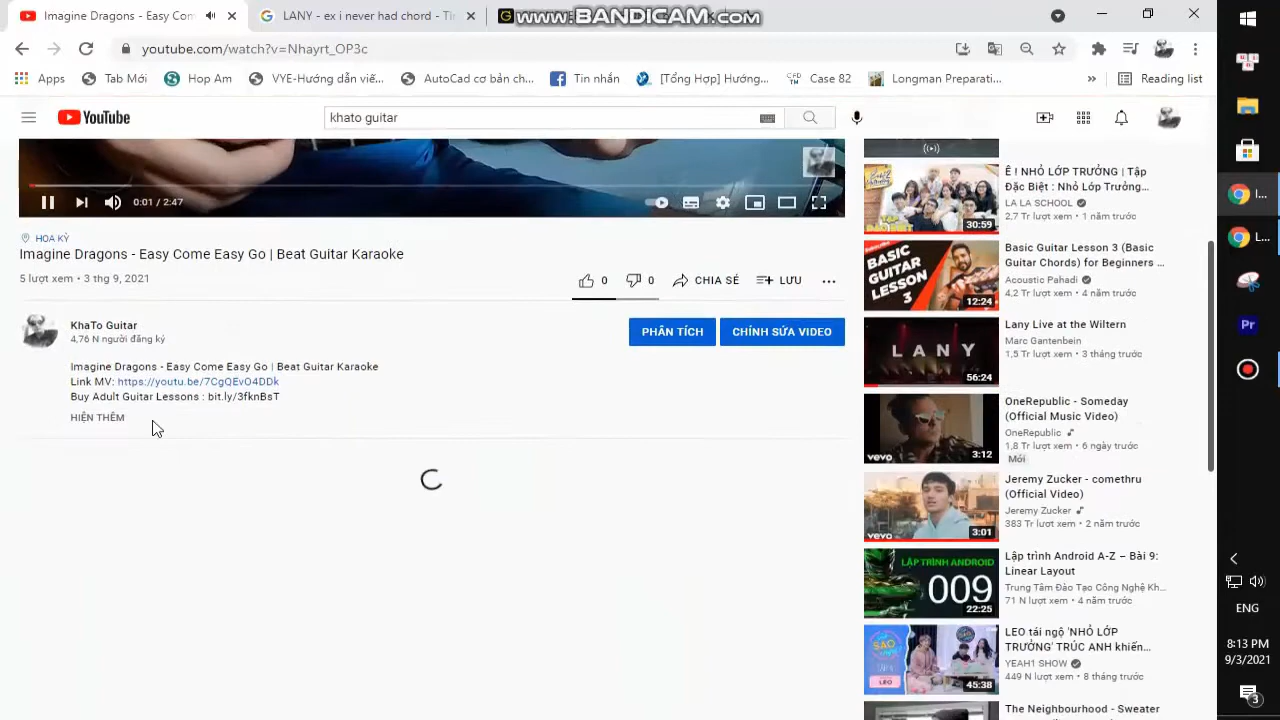 Imagine Dragons - Easy Com
LANY - ex i never had chord - Th
www.BANDICAM.com
youtube.com/watch?v=Nhayrt_OP3c
Apps
Tab Mới
Hop Am
VYE-Hướng dẫn viế...
AutoCad cơ bản ch...
Tin nhắn
[Tổng Hợp] Hướng...
Case 82
Longman Preparati...
»
Reading list
YouTube
khato guitar
0:01 / 2:47
HOA KỲ
Imagine Dragons - Easy Come Easy Go | Beat Guitar Karaoke
5 lượt xem • 3 thg 9, 2021
0
0
CHIA SẺ
LƯU
KhaTo Guitar
4,76 N người đăng ký
PHÂN TÍCH
CHỈNH SỬA VIDEO
Imagine Dragons - Easy Come Easy Go | Beat Guitar Karaoke
Link MV: https://youtu.be/7CgQEvO4DDk
Buy Adult Guitar Lessons : bit.ly/3fknBsT
HIỆN THÊM
Ê ! NHỎ LỚP TRƯỞNG | Tập
Đặc Biệt : Nhỏ Lớp Trưởng...
LA LA SCHOOL
2,7 Tr lượt xem • 1 năm trước
30:59
Basic Guitar Lesson 3 (Basic
Guitar Chords) for Beginners ...
Acoustic Pahadi
4,2 Tr lượt xem • 4 năm trước
BASIC
GUITAR
LESSON
3
12:24
Lany Live at the Wiltern
Marc Gantenbein
1,5 Tr lượt xem • 3 tháng trước
LANY
56:24
OneRepublic - Someday
(Official Music Video)
OneRepublic
1,8 Tr lượt xem • 6 ngày trước
Mới
vevo
3:12
Jeremy Zucker - comethru
(Official Video)
Jeremy Zucker
383 Tr lượt xem • 2 năm trước
vevo
3:01
Lập trình Android A-Z – Bài 9:
Linear Layout
Trung Tâm Đào Tạo Công Nghệ Kh...
71 N lượt xem • 4 năm trước
LẬP TRÌNH ANDROID
009
22:25
LEO tái ngộ 'NHỎ LỚP
TRƯỞNG' TRÚC ANH khiến...
YEAH1 SHOW
449 N lượt xem • 8 tháng trước
LEO
45:38
The Neighbourhood - Sweater
I...
L...
Pr
ENG
8:13 PM
9/3/2021
3